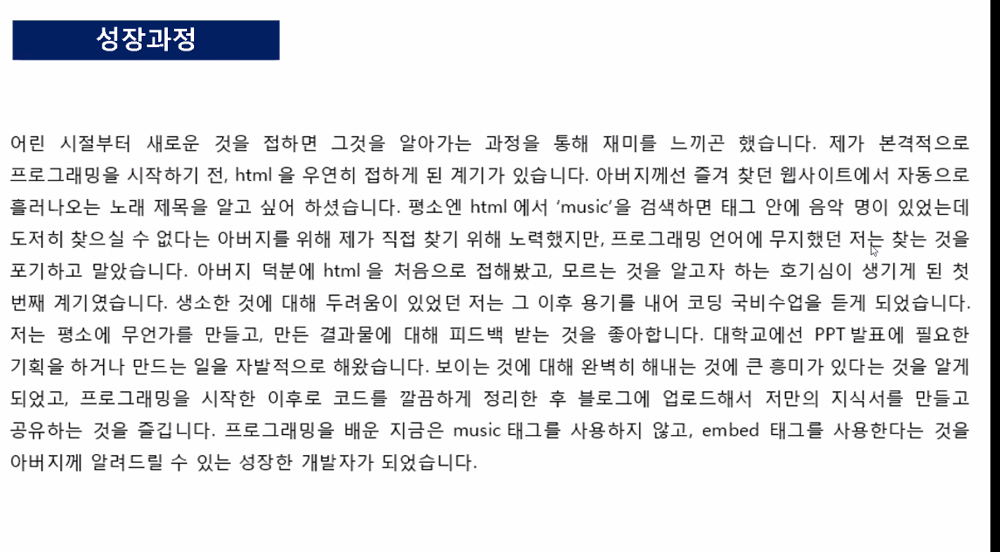 성장과정
어린 시절부터 새로운 것을 접하면 그것을 알아가는 과정을 통해 재미를 느끼곤 했습니다. 제가 본격적으로
프로그래밍을 시작하기 전, html 을 우연히 접하게 된 계기가 있습니다. 아버지께선 즐겨 찾던 웹사이트에서 자동으로
흘러나오는 노래 제목을 알고 싶어 하셨습니다. 평소엔 html 에서 ‘music’을 검색하면 태그 안에 음악 명이 있었는데
도저히 찾으실 수 없다는 아버지를 위해 제가 직접 찾기 위해 노력했지만, 프로그래밍 언어에 무지했던 저는 찾는 것을
포기하고 말았습니다. 아버지 덕분에 html 을 처음으로 접해봤고, 모르는 것을 알고자 하는 호기심이 생기게 된 첫
번째 계기였습니다. 생소한 것에 대해 두려움이 있었던 저는 그 이후 용기를 내어 코딩 국비수업을 듣게 되었습니다.
저는 평소에 무언가를 만들고, 만든 결과물에 대해 피드백 받는 것을 좋아합니다. 대학교에선 PPT 발표에 필요한
기획을 하거나 만드는 일을 자발적으로 해왔습니다. 보이는 것에 대해 완벽히 해내는 것에 큰 흥미가 있다는 것을 알게
되었고, 프로그래밍을 시작한 이후로 코드를 깔끔하게 정리한 후 블로그에 업로드해서 저만의 지식서를 만들고
공유하는 것을 즐깁니다. 프로그래밍을 배운 지금은 music 태그를 사용하지 않고, embed 태그를 사용한다는 것을
아버지께 알려드릴 수 있는 성장한 개발자가 되었습니다.